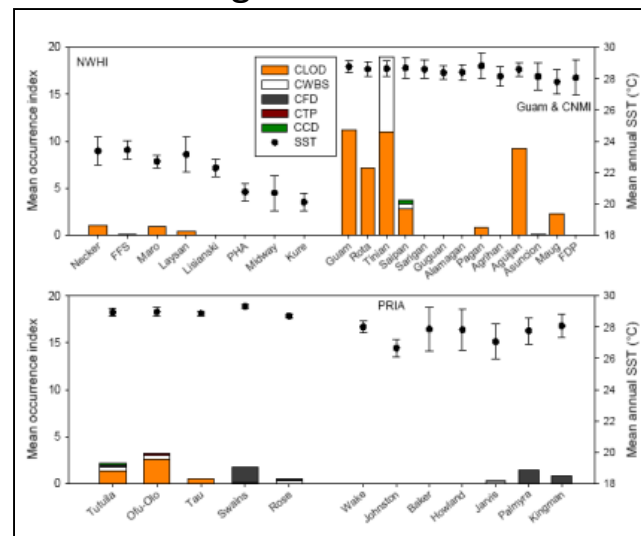 20
15
10
5
0
Mean occurrence index
NWHI
CLOD
CWBS
CFD
CTP
CCD
SST
Guam & CNMI
30
28
26
24
22
20
18
Mean annual SST (°C)
Necker
FFS
Maro
Laysan
Lisianski
PHA
Midway
Kure
Guam
Rota
Tinian
Saipan
Sarigan
Guguan
Alamagan
Pagan
Agrihan
Aguijan
Asuncion
Maug
FDP
20
15
10
5
0
Mean occurrence index
PRIA
30
28
26
24
22
20
18
Mean annual SST (°C)
Tutuila
Ofu-Olo
Tau
Swains
Rose
Wake
Johnston
Baker
Howland
Jarvis
Palmyra
Kingman